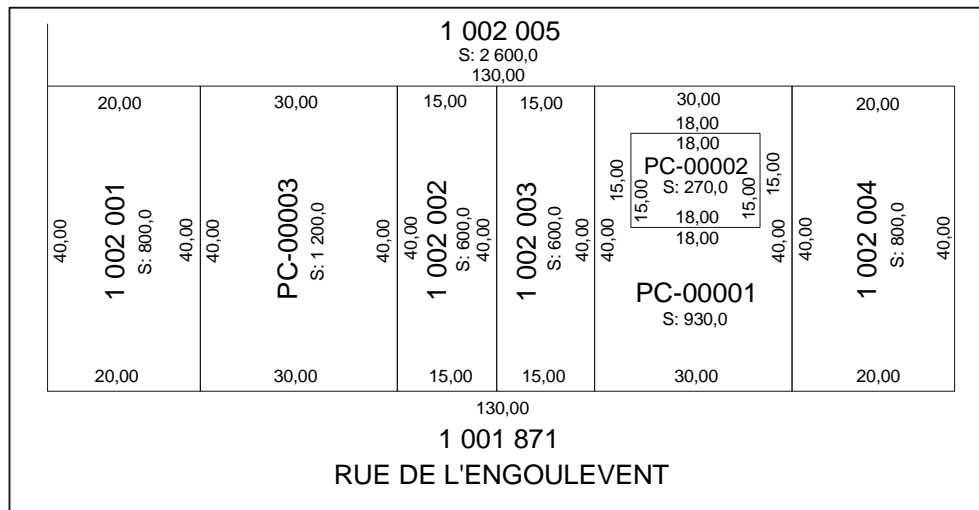 1 002 005
S: 2 600,0
130,00
20,00
30,00
15,00
15,00
30,00
20,00
18,00
18,00
PC-00002
S: 270,0
15,00
15,00
15,00
15,00
18,00
18,00
40,00
1 002 001
S: 800,0
40,00
40,00
PC-00003
S: 1 200,0
40,00
40,00
1 002 002
S: 600,0
40,00
1 002 003
S: 600,0
40,00
40,00
PC-00001
S: 930,0
40,00
40,00
1 002 004
S: 800,0
40,00
20,00
30,00
15,00
15,00
30,00
20,00
130,00
1 001 871
RUE DE L'ENGOULEVENT